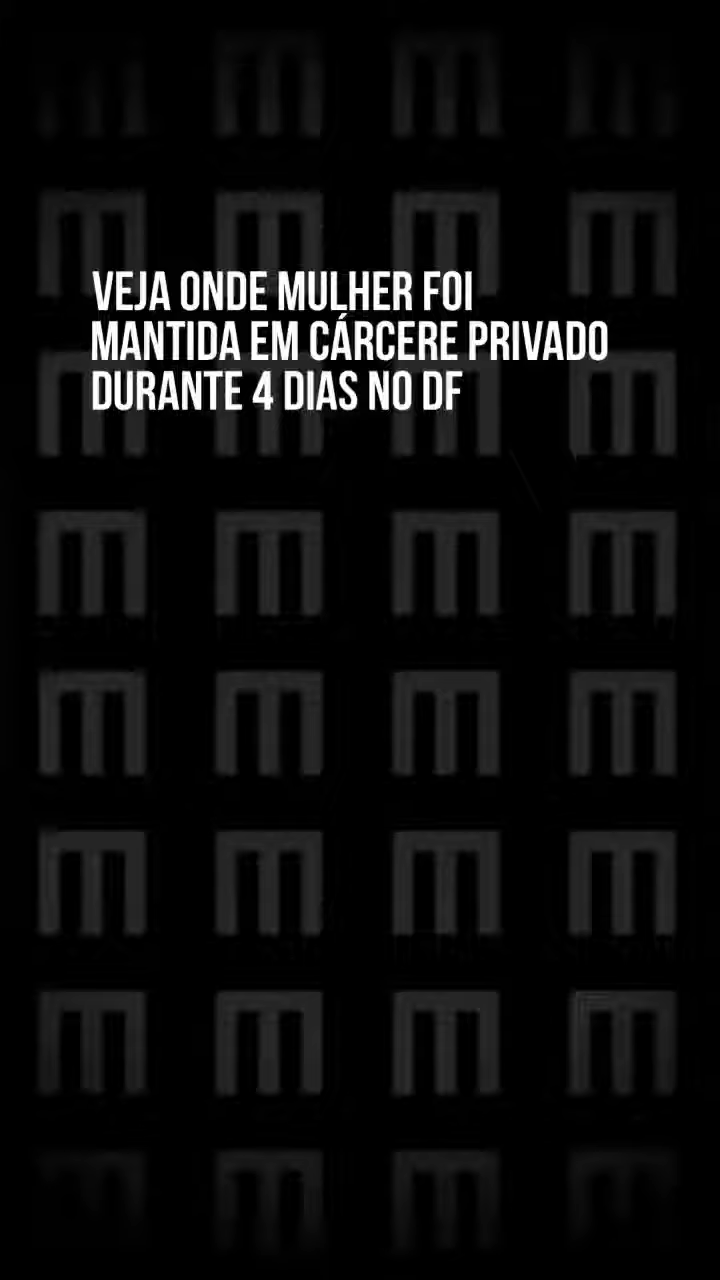 VEJA ONDE MULHER FOI
MANTIDA EM CÁRCERE PRIVADO
DURANTE 4 DIAS NO DF